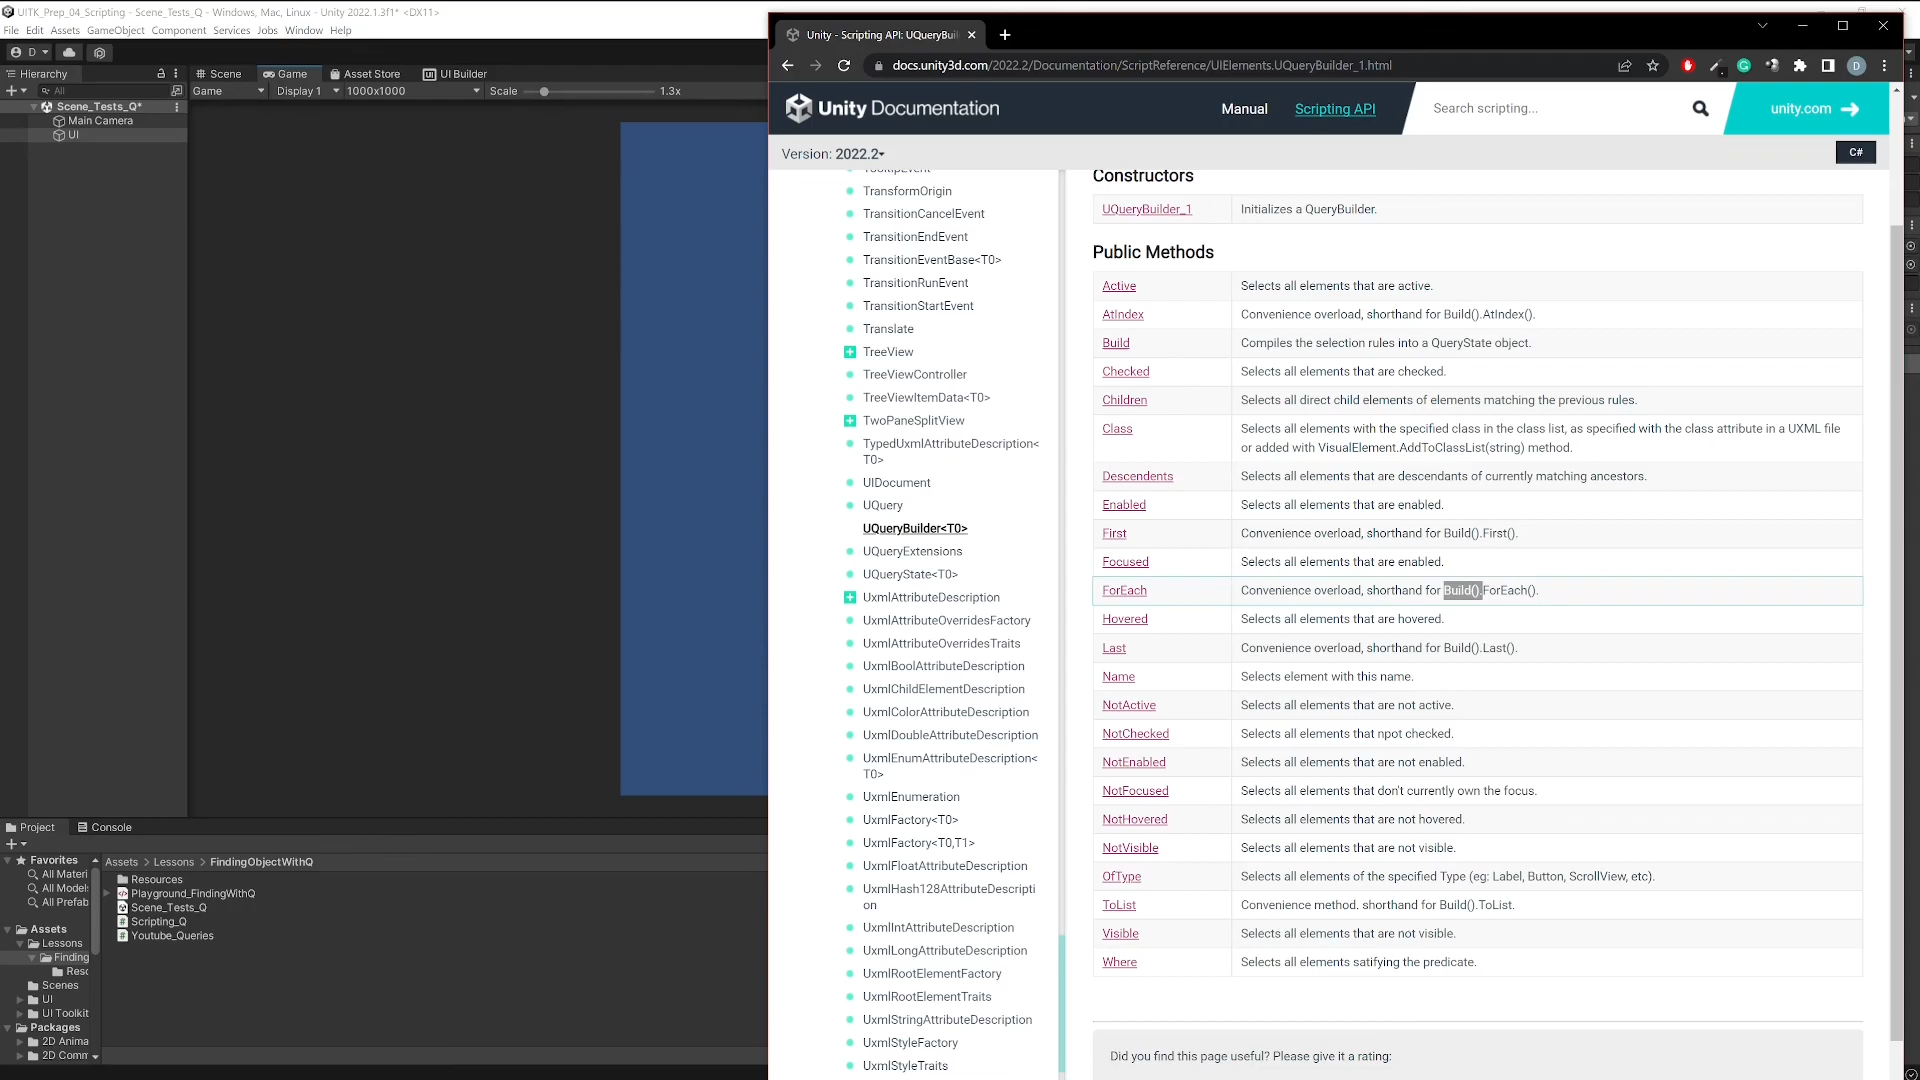 UITK_Prep_04_Scripting - Scene_Tests_Q - Windows, Mac, Linux - Unity 2022.1.3f1* <DX11>
File Edit Assets GameObject Component Services Jobs Window Help
D
Hierarchy
All
Scene_Tests_Q*
Main Camera
UI
Scene Game Asset Store UI Builder
Game Display 1 1000x1000 Scale 1.3x
Project Console
Favorites
All Materi
All Models
All Prefab
Assets
Lessons
Finding
Reso
Scenes
UI
UI Toolkit
Packages
2D Anima
2D Comm
Assets > Lessons > FindingObjectWithQ
Resources
Playground_FindingWithQ
Scene_Tests_Q
Scripting_Q
Youtube_Queries
Unity - Scripting API: UQueryBuil
docs.unity3d.com/2022.2/Documentation/ScriptReference/UIElements.UQueryBuilder_1.html
D
Unity Documentation
Manual Scripting API
Search scripting...
unity.com
Version: 2022.2
C#
TooltipEvent
TransformOrigin
TransitionCancelEvent
TransitionEndEvent
TransitionEventBase<T0>
TransitionRunEvent
TransitionStartEvent
Translate
TreeView
TreeViewController
TreeViewItemData<T0>
TwoPaneSplitView
TypedUxmlAttributeDescription<
T0>
UIDocument
UQuery
UQueryBuilder<T0>
UQueryExtensions
UQueryState<T0>
UxmlAttributeDescription
UxmlAttributeOverridesFactory
UxmlAttributeOverridesTraits
UxmlBoolAttributeDescription
UxmlChildElementDescription
UxmlColorAttributeDescription
UxmlDoubleAttributeDescription
UxmlEnumAttributeDescription<
T0>
UxmlEnumeration
UxmlFactory<T0>
UxmlFactory<T0,T1>
UxmlFloatAttributeDescription
UxmlHash128AttributeDescripti
on
UxmlIntAttributeDescription
UxmlLongAttributeDescription
UxmlRootElementFactory
UxmlRootElementTraits
UxmlStringAttributeDescription
UxmlStyleFactory
UxmlStyleTraits
Constructors
UQueryBuilder_1 Initializes a QueryBuilder.
Public Methods
Active Selects all elements that are active.
AtIndex Convenience overload, shorthand for Build().AtIndex().
Build Compiles the selection rules into a QueryState object.
Checked Selects all elements that are checked.
Children Selects all direct child elements of elements matching the previous rules.
Class Selects all elements with the specified class in the class list, as specified with the class attribute in a UXML file
or added with VisualElement.AddToClassList(string) method.
Descendents Selects all elements that are descendants of currently matching ancestors.
Enabled Selects all elements that are enabled.
First Convenience overload, shorthand for Build().First().
Focused Selects all elements that are enabled.
ForEach Convenience overload, shorthand for Build().ForEach().
Hovered Selects all elements that are hovered.
Last Convenience overload, shorthand for Build().Last().
Name Selects element with this name.
NotActive Selects all elements that are not active.
NotChecked Selects all elements that npot checked.
NotEnabled Selects all elements that are not enabled.
NotFocused Selects all elements that don't currently own the focus.
NotHovered Selects all elements that are not hovered.
NotVisible Selects all elements that are not visible.
OfType Selects all elements of the specified Type (eg: Label, Button, ScrollView, etc).
ToList Convenience method. shorthand for Build().ToList.
Visible Selects all elements that are not visible.
Where Selects all elements satifying the predicate.
Did you find this page useful? Please give it a rating: